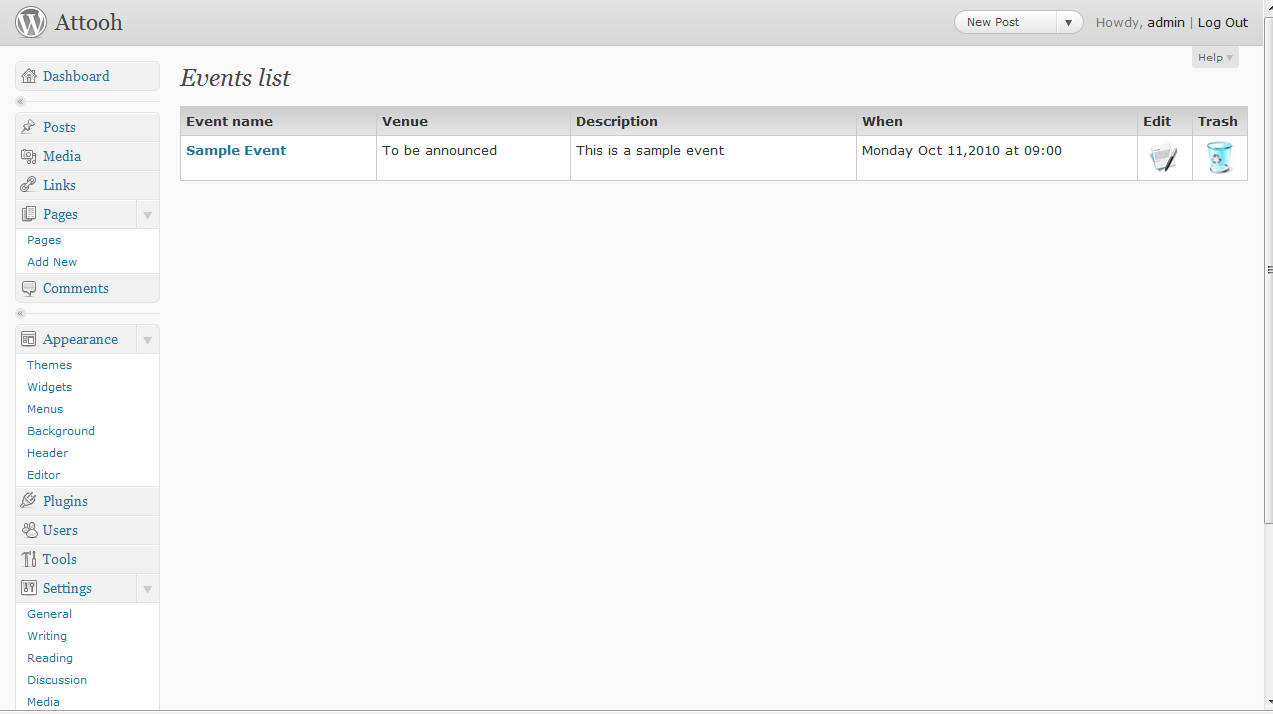 Attooh
New Post
Howdy, admin | Log Out
Help
Dashboard
Posts
Media
Links
Pages
Pages
Add New
Comments
Appearance
Themes
Widgets
Menus
Background
Header
Editor
Plugins
Users
Tools
Settings
General
Writing
Reading
Discussion
Media
Events list
Event name Venue Description When Edit Trash
Sample Event To be announced This is a sample event Monday Oct 11,2010 at 09:00